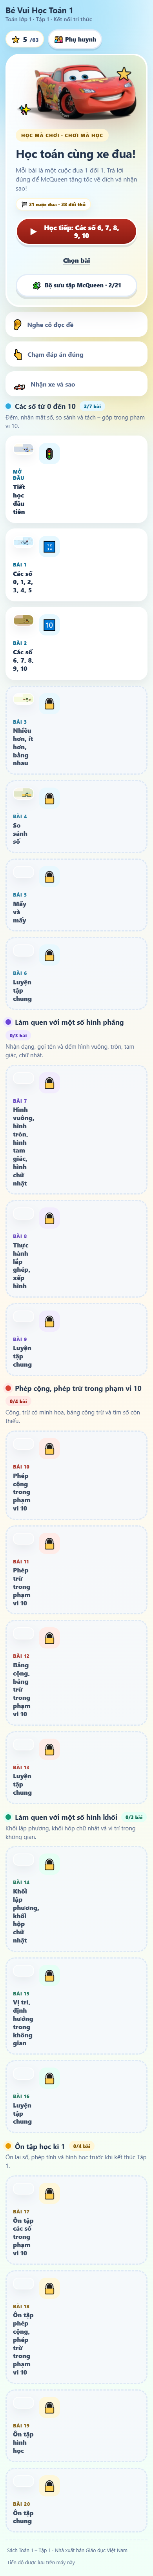 Bé Vui Học Toán 1
Toán lớp 1 · Tập 1 · Kết nối tri thức
5 /63
Phụ huynh
HỌC MÀ CHƠI · CHƠI MÀ HỌC
Học toán cùng xe đua!
Mỗi bài là một cuộc đua 1 đối 1. Trả lời
đúng để McQueen tăng tốc về đích và
sao!
21 cuộc đua · 28 đối thủ
Học tiếp: Các số 6, 7, 8,
9, 10
Chọn bài
Bộ sưu tập McQueen · 2/21
Nghe cô đọc đề
Chạm đáp án đúng
Nhận xe và sao
Các số từ 0 đến 10
2/7 bài
Đếm, nhận mặt số, so sánh và tách – gộp trong phạm
vi 10.
MỞ
ĐẦU
Tiết
học
đầu
tiên
BÀI 1
Các số
0, 1, 2,
3, 4, 5
BÀI 2
Các số
6, 7, 8,
9, 10
BÀI 3
Nhiều
hơn, ít
hơn,
bằng
nhau
BÀI 4
So
sánh
số
BÀI 5
Mấy
và
mấy
BÀI 6
Luyện
tập
chung
Làm quen với một số hình phẳng
0/3 bài
Nhận dạng, gọi tên và đếm hình vuông, tròn, tam
giác, chữ nhật.
BÀI 7
Hình
vuông,
hình
tròn,
hình
tam
giác,
hình
chữ
nhật
BÀI 8
Thực
hành
lắp
ghép,
xếp
hình
BÀI 9
Luyện
tập
chung
Phép cộng, phép trừ trong phạm vi 10
0/4 bài
Cộng, trừ có minh hoạ, bảng cộng trừ và tìm số còn
thiếu.
BÀI 10
Phép
cộng
trong
phạm
vi 10
BÀI 11
Phép
trừ
trong
phạm
vi 10
BÀI 12
Bảng
cộng,
bảng
trừ
trong
phạm
vi 10
BÀI 13
Luyện
tập
chung
Làm quen với một số hình khối
0/3 bài
Khối lập phương, khối hộp chữ nhật và vị trí trong
không gian.
BÀI 14
Khối
lập
phương,
khối
hộp
chữ
nhật
BÀI 15
Vị trí,
định
hướng
trong
không
gian
BÀI 16
Luyện
tập
chung
Ôn tập học kì 1
0/4 bài
Ôn lại số, phép tính và hình học trước khi kết thúc Tập
1.
BÀI 17
Ôn tập
các số
trong
phạm
vi 10
BÀI 18
Ôn tập
phép
cộng,
phép
trừ
trong
phạm
vi 10
BÀI 19
Ôn tập
hình
học
BÀI 20
Ôn tập
chung
Sách Toán 1 – Tập 1 · Nhà xuất bản Giáo dục Việt Nam
Tiến độ được lưu trên máy này